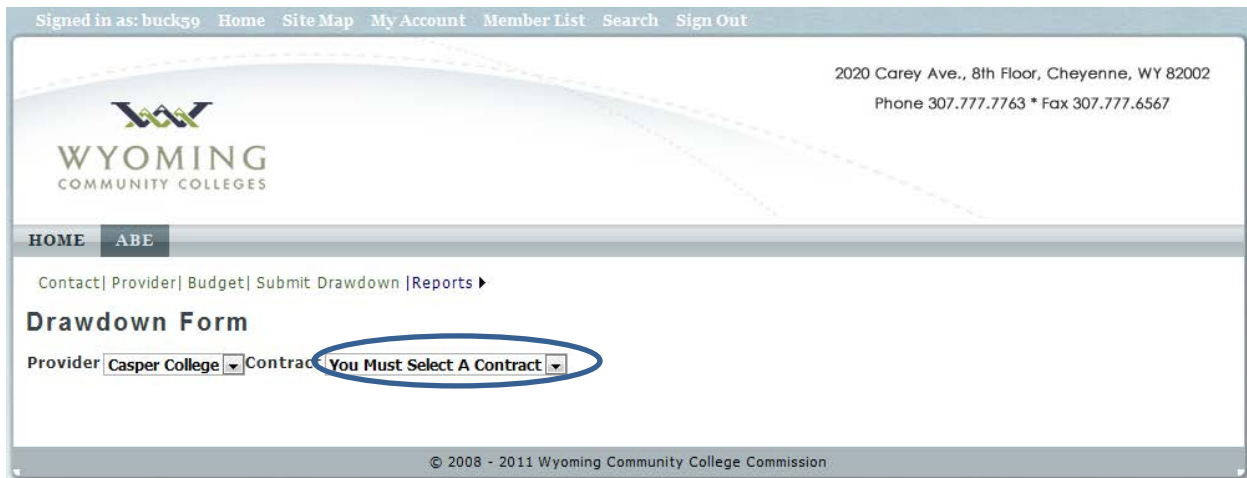 Signed in as: buck59 Home Site Map My Account Member List Search Sign Out
2020 Carey Ave., 8th Floor, Cheyenne, WY 82002
Phone 307.777.7763 * Fax 307.777.6567
WYOMING
COMMUNITY COLLEGES
HOME ABE
Contact| Provider| Budget| Submit Drawdown |Reports
Drawdown Form
Provider Casper College Contract You Must Select A Contract
© 2008 - 2011 Wyoming Community College Commission